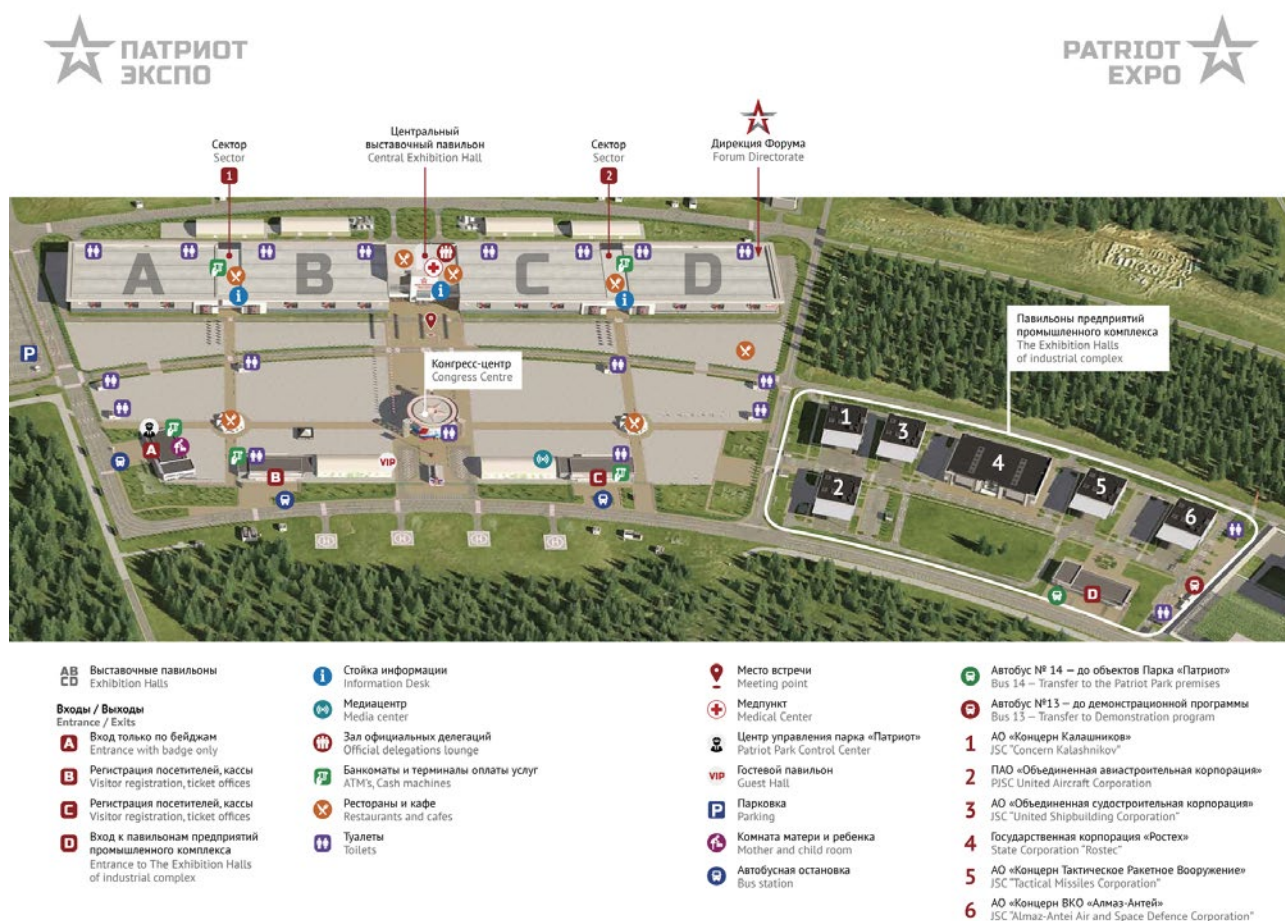 ПАТРИОТ
ЭКСПО
PATRIOT
EXPO
Сектор
Sector
1
Центральный
выставочный павильон
Central Exhibition Hall
Сектор
Sector
2
Дирекция Форума
Forum Directorate
A
B
C
D
Павильоны предприятий
промышленного комплекса
The Exhibition Halls
of industrial complex
P
Конгресс-центр
Congress Centre
1
3
4
2
5
6
A
B
VIP
C
D
H
H
H
H
AB
CD
Выставочные павильоны
Exhibition Halls
Входы / Выходы
Entrance / Exits
A
Вход только по бейджам
Entrance with badge only
B
Регистрация посетителей, кассы
Visitor registration, ticket offices
C
Регистрация посетителей, кассы
Visitor registration, ticket offices
D
Вход к павильонам предприятий
промышленного комплекса
Entrance to The Exhibition Halls
of industrial complex
i
Стойка информации
Information Desk
Медиацентр
Media center
Зал официальных делегаций
Official delegations lounge
Банкоматы и терминалы оплаты услуг
ATM's, Cash machines
Рестораны и кафе
Restaurants and cafes
Туалеты
Toilets
Место встречи
Meeting point
Медпункт
Medical Center
Центр управления парка «Патриот»
Patriot Park Control Center
VIP
Гостевой павильон
Guest Hall
P
Парковка
Parking
Комната матери и ребенка
Mother and child room
Автобусная остановка
Bus station
Автобус № 14 — до объектов Парка «Патриот»
Bus 14 — Transfer to the Patriot Park premises
Автобус №13 — до демонстрационной программы
Bus 13 — Transfer to Demonstration program
1
АО «Концерн Калашников»
JSC "Concern Kalashnikov"
2
ПАО «Объединенная авиастроительная корпорация»
PJSC United Aircraft Corporation
3
АО «Объединенная судостроительная корпорация»
JSC "United Shipbuilding Corporation"
4
Государственная корпорация «Ростех»
State Corporation "Rostec"
5
АО «Концерн Тактическое Ракетное Вооружение»
JSC "Tactical Missiles Corporation"
6
АО «Концерн ВКО «Алмаз-Антей»
JSC "Almaz-Antei Air and Space Defence Corporation"